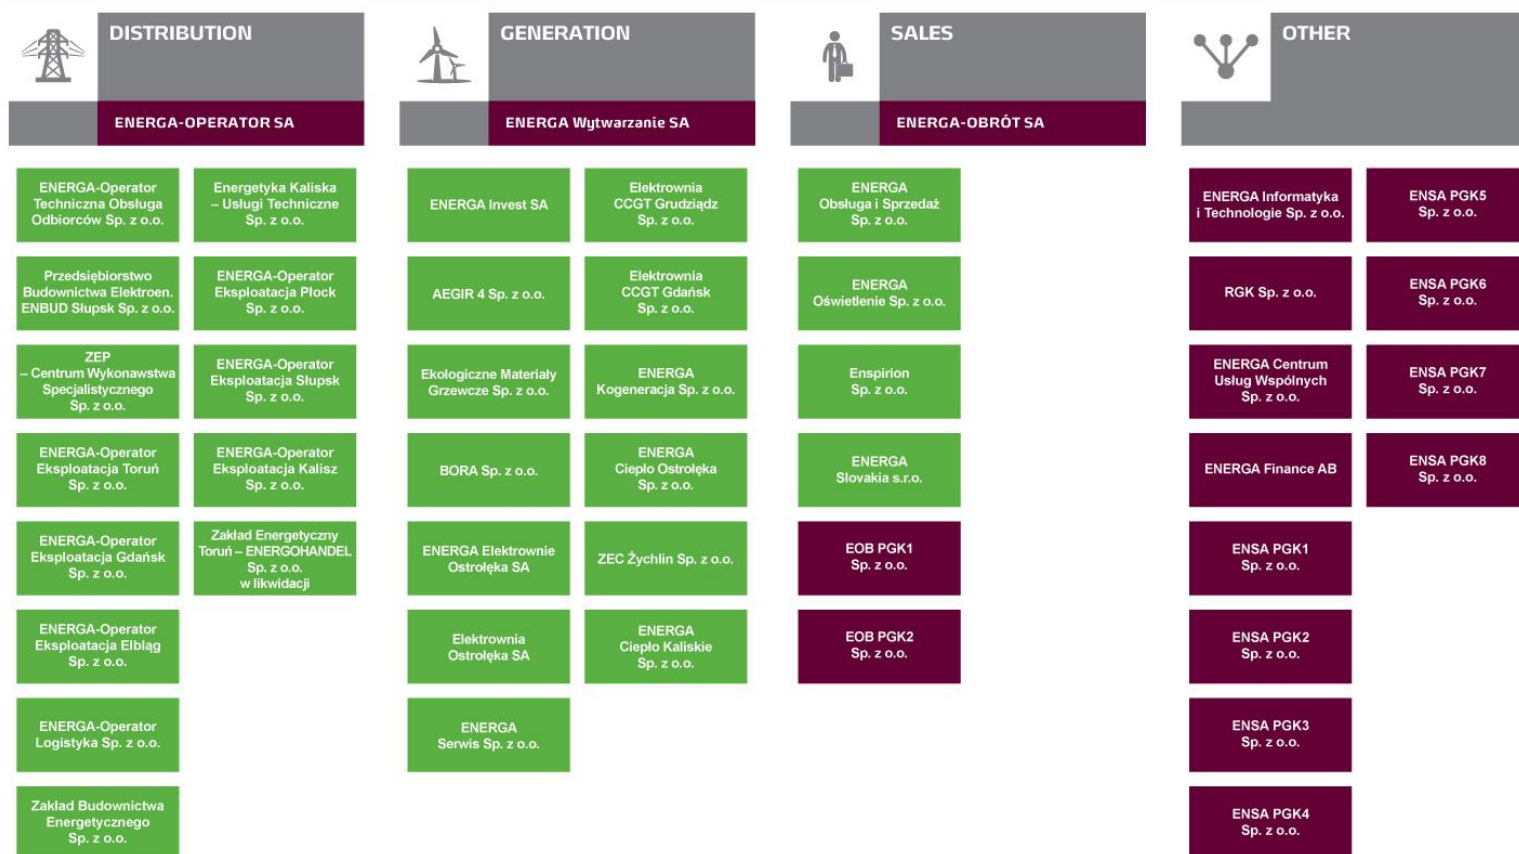 DISTRIBUTION
ENERGA-OPERATOR SA
ENERGA-Operator
Techniczna Obsługa
Odbiorców Sp. z o.o.
Energetyka Kaliska
– Usługi Techniczne
Sp. z o.o.
Przedsiębiorstwo
Budownictwa Elektroen.
ENBUD Słupsk Sp. z o.o.
ENERGA-Operator
Eksploatacja Płock
Sp. z o.o.
ZEP
– Centrum Wykonawstwa
Specjalistycznego
Sp. z o.o.
ENERGA-Operator
Eksploatacja Słupsk
Sp. z o.o.
ENERGA-Operator
Eksploatacja Toruń
Sp. z o.o.
ENERGA-Operator
Eksploatacja Kalisz
Sp. z o.o.
ENERGA-Operator
Eksploatacja Gdańsk
Sp. z o.o.
Zakład Energetyczny
Toruń – ENERGOHANDEL
Sp. z o.o.
w likwidacji
ENERGA-Operator
Eksploatacja Elbląg
Sp. z o.o.
ENERGA-Operator
Logistyka Sp. z o.o.
Zakład Budownictwa
Energetycznego
Sp. z o.o.
GENERATION
ENERGA Wytwarzanie SA
ENERGA Invest SA
Elektrownia
CCGT Grudziądz
Sp. z o.o.
AEGIR 4 Sp. z o.o.
Elektrownia
CCGT Gdańsk
Sp. z o.o.
Ekologiczne Materiały
Grzewcze Sp. z o.o.
ENERGA
Kogeneracja Sp. z o.o.
BORA Sp. z o.o.
ENERGA
Ciepło Ostrołęka
Sp. z o.o.
ENERGA Elektrownie
Ostrołęka SA
ZEC Żychlin Sp. z o.o.
Elektrownia
Ostrołęka SA
ENERGA
Ciepło Kaliskie
Sp. z o.o.
ENERGA
Serwis Sp. z o.o.
SALES
ENERGA-OBRÓT SA
ENERGA
Obsługa i Sprzedaż
Sp. z o.o.
ENERGA
Oświetlenie Sp. z o.o.
Enspirion
Sp. z o.o.
ENERGA
Slovakia s.r.o.
EOB PGK1
Sp. z o.o.
EOB PGK2
Sp. z o.o.
OTHER
ENERGA Informatyka
i Technologie Sp. z o.o.
ENSA PGK5
Sp. z o.o.
RGK Sp. z o.o.
ENSA PGK6
Sp. z o.o.
ENERGA Centrum
Usług Wspólnych
Sp. z o.o.
ENSA PGK7
Sp. z o.o.
ENERGA Finance AB
ENSA PGK8
Sp. z o.o.
ENSA PGK1
Sp. z o.o.
ENSA PGK2
Sp. z o.o.
ENSA PGK3
Sp. z o.o.
ENSA PGK4
Sp. z o.o.